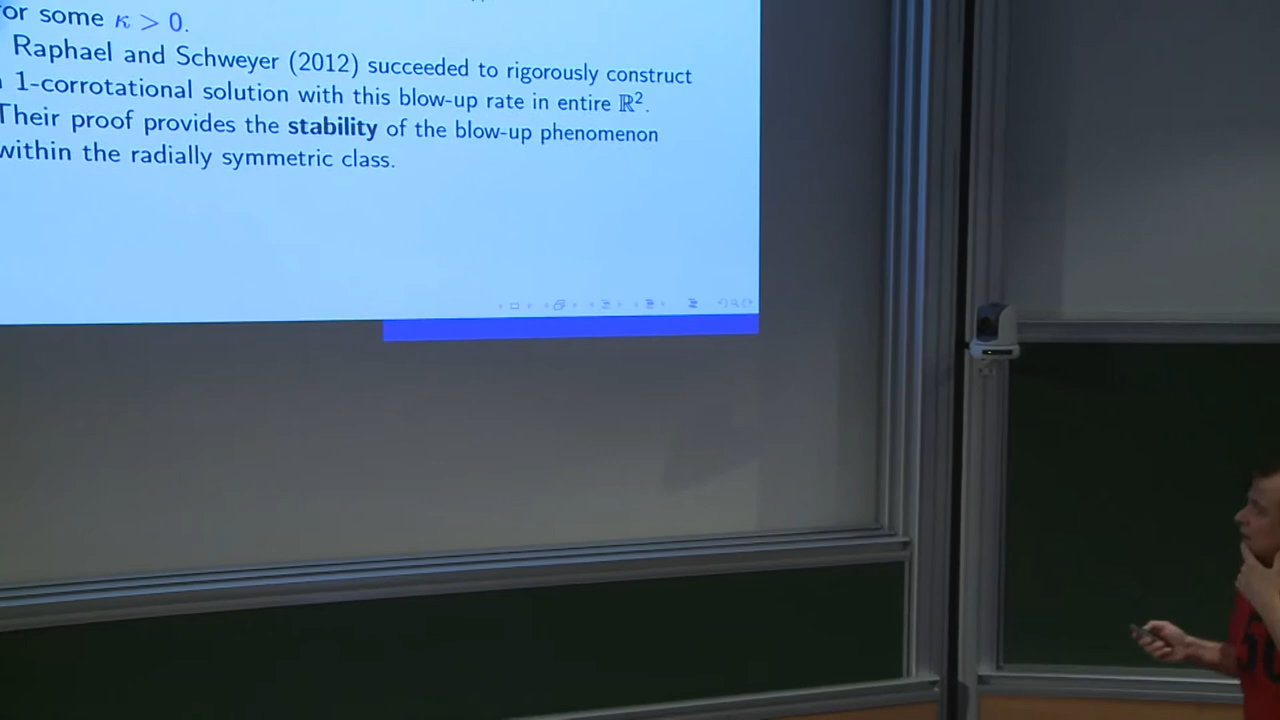 or some κ > 0.
Raphael and Schweyer (2012) succeeded to rigorously construct
1-corrotational solution with this blow-up rate in entire ℝ².
Their proof provides the stability of the blow-up phenomenon
within the radially symmetric class.